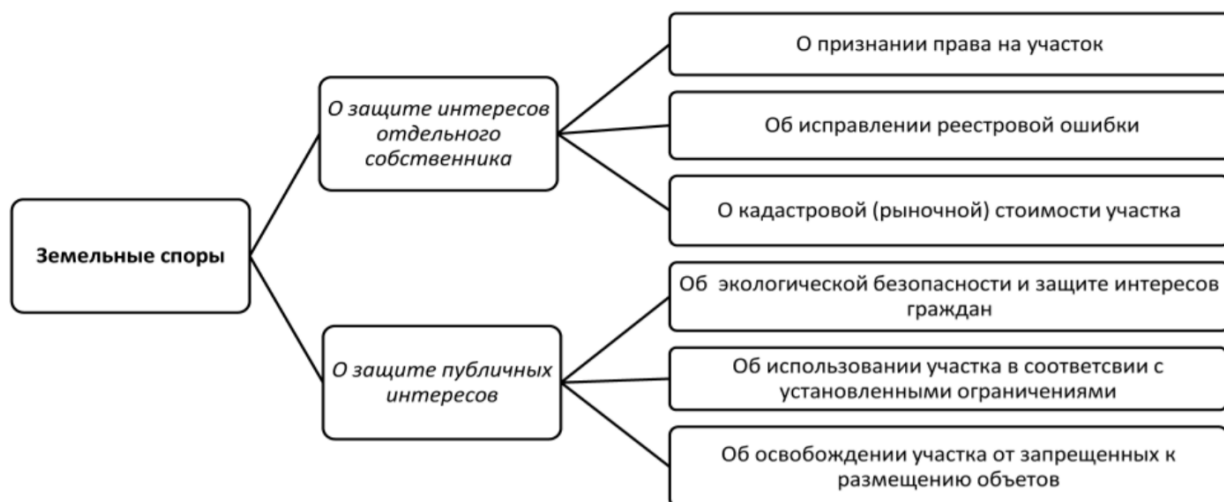 Земельные споры
О защите интересов
отдельного
собственника
О признании права на участок
Об исправлении реестровой ошибки
О кадастровой (рыночной) стоимости участка
О защите публичных
интересов
Об экологической безопасности и защите интересов
граждан
Об использовании участка в соответсвии с
установленными ограничениями
Об освобождении участка от запрещенных к
размещению объетов